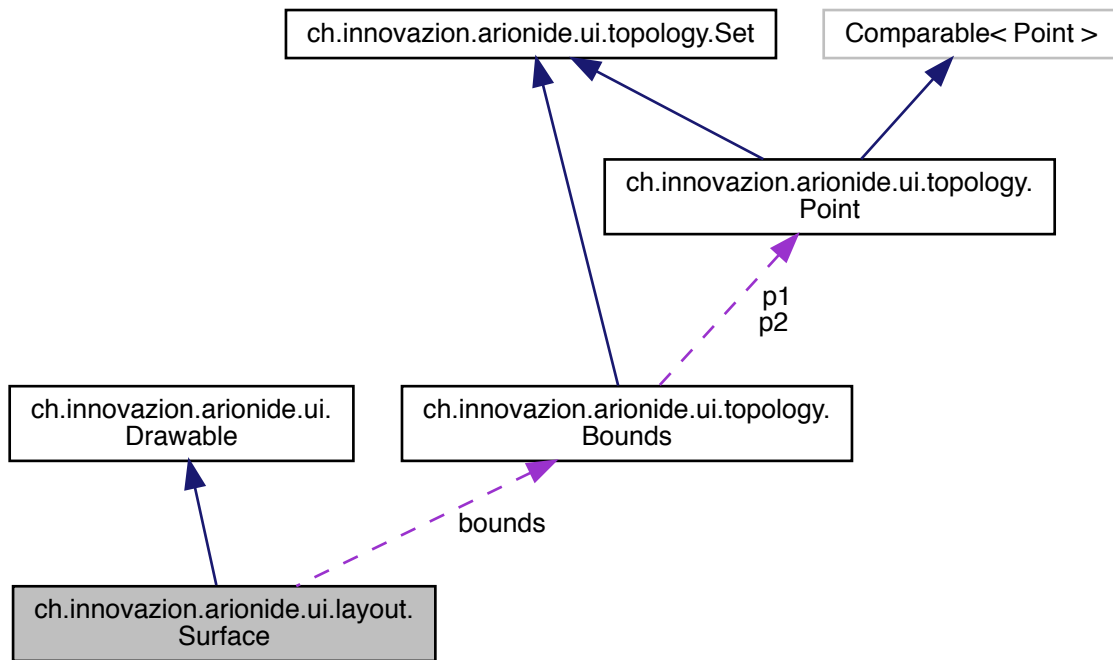 ch.innovazion.arionide.ui.topology.Set
Comparable< Point >
ch.innovazion.arionide.ui.topology.
Point
p1
p2
ch.innovazion.arionide.ui.
Drawable
ch.innovazion.arionide.ui.topology.
Bounds
bounds
ch.innovazion.arionide.ui.layout.
Surface